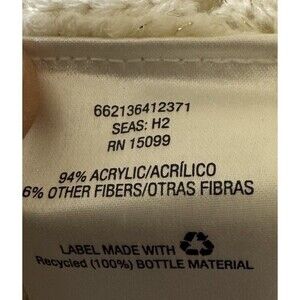 662136412371
SEAS: H2
RN 15099
94% ACRYLIC/ACRÍLICO
6% OTHER FIBERS/OTRAS FIBRAS
LABEL MADE WITH
Recycled (100%) BOTTLE MATERIAL